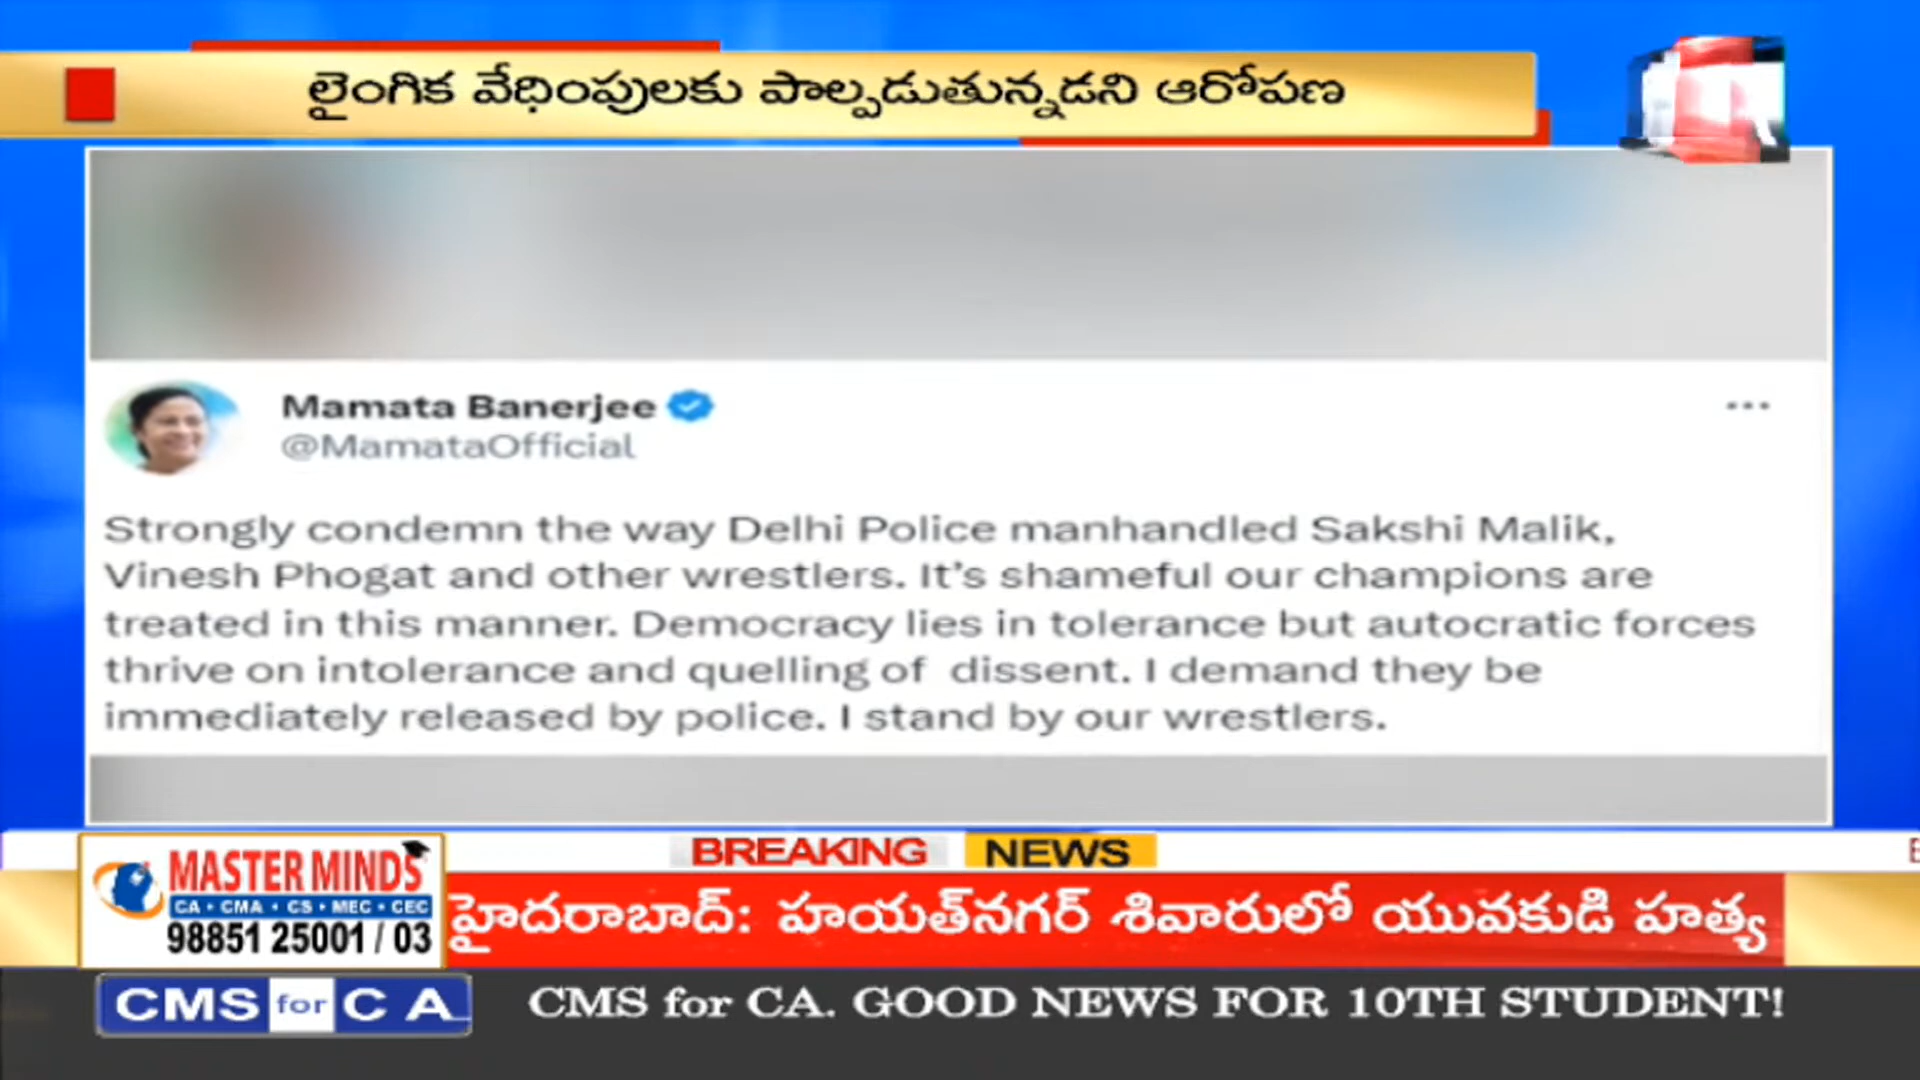 లైంగిక వేధింపులకు పాల్పడుతున్నడని ఆరోపణ
Mamata Banerjee
@MamataOfficial
Strongly condemn the way Delhi Police manhandled Sakshi Malik,
Vinesh Phogat and other wrestlers. It’s shameful our champions are
treated in this manner. Democracy lies in tolerance but autocratic forces
thrive on intolerance and quelling of dissent. I demand they be
immediately released by police. I stand by our wrestlers.
BREAKING NEWS
MASTER MINDS
CA • CMA • CS • MEC • CEC
98851 25001 / 03
హైదరాబాద్: హయత్‌నగర్ శివారులో యువకుడి హత్య
CMS for CA
CMS for CA. GOOD NEWS FOR 10TH STUDENT!